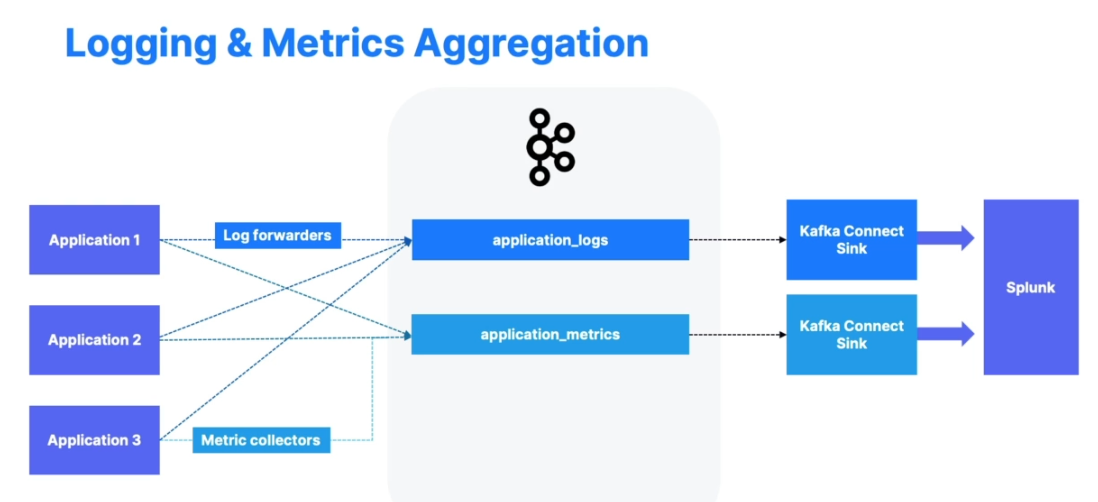 Logging & Metrics Aggregation
Application 1
Log forwarders
application_logs
Kafka Connect
Sink
Splunk
Application 2
application_metrics
Kafka Connect
Sink
Application 3
Metric collectors